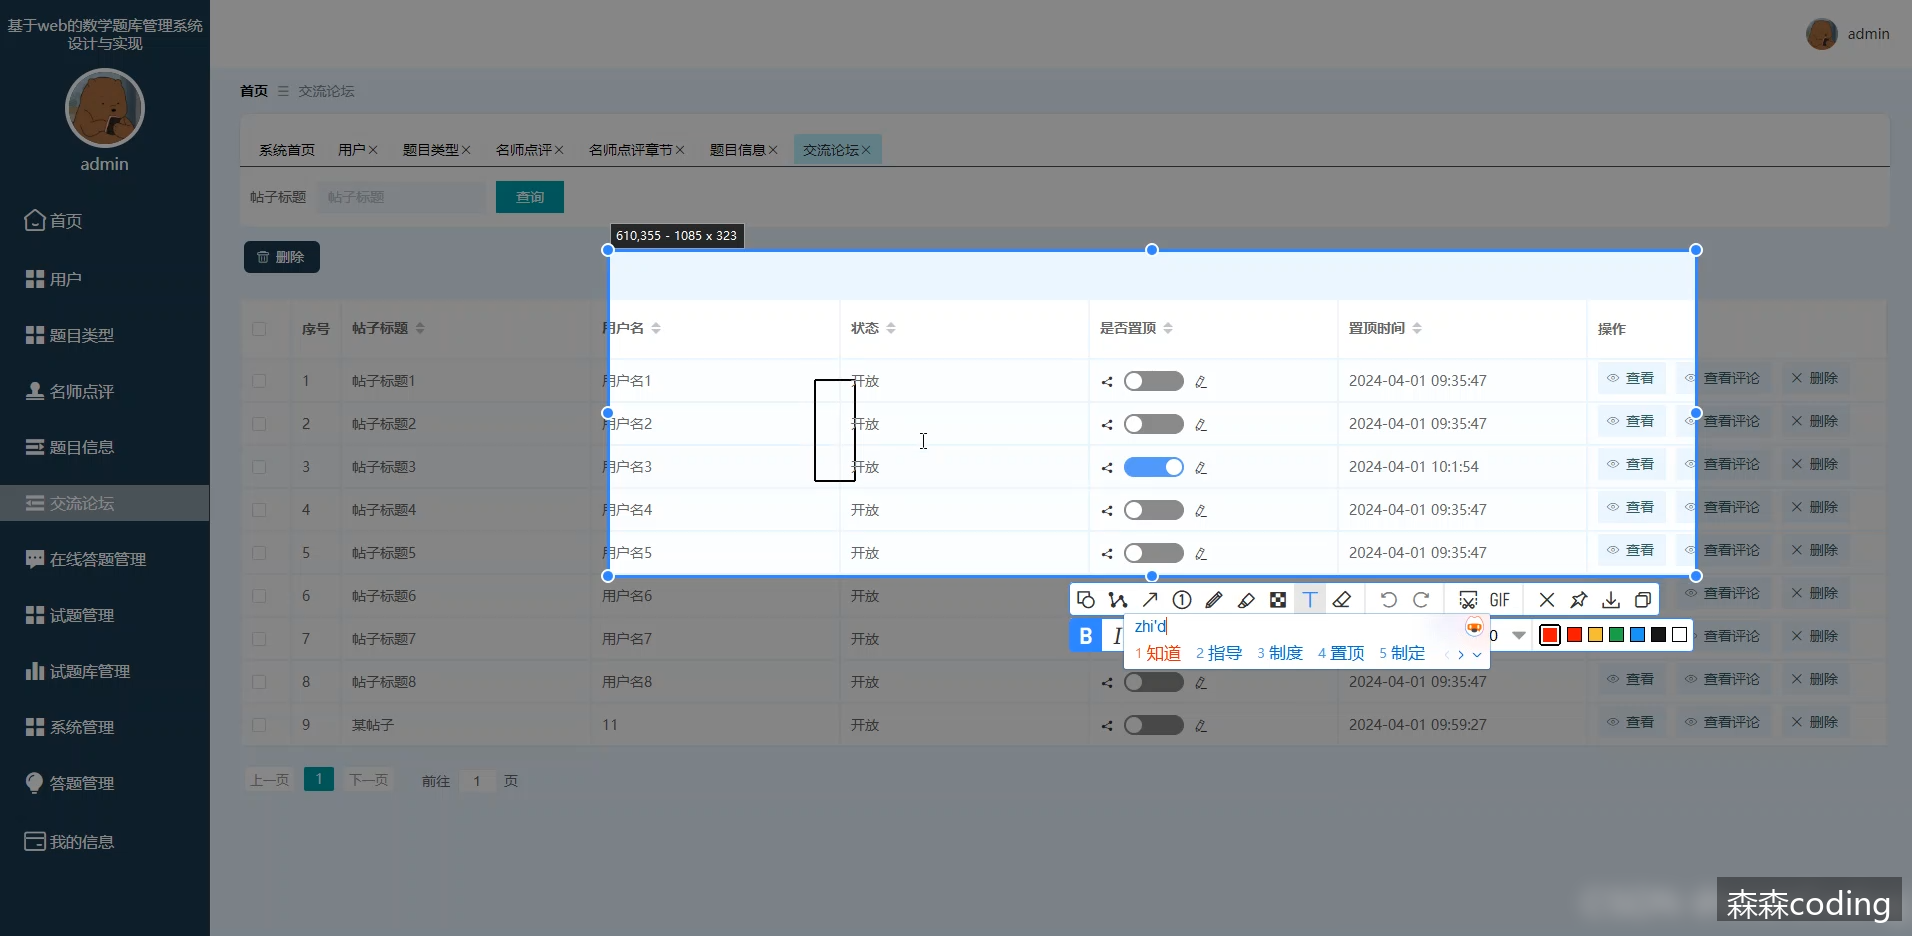 基于web的数学题库管理系统
设计与实现
admin
admin
首页
用户
题目类型
名师点评
题目信息
交流论坛
在线答题管理
试题管理
试题库管理
系统管理
答题管理
我的信息
首页 交流论坛
系统首页 用户 题目类型 名师点评 名师点评章节 题目信息 交流论坛
帖子标题 帖子标题 查询
610,355 - 1085 x 323
删除
序号 帖子标题 用户名 状态 是否置顶 置顶时间 操作
1 帖子标题1 用户名1 开放 2024-04-01 09:35:47 查看 查看评论 删除
2 帖子标题2 用户名2 开放 2024-04-01 09:35:47 查看 查看评论 删除
3 帖子标题3 用户名3 开放 2024-04-01 10:1:54 查看 查看评论 删除
4 帖子标题4 用户名4 开放 2024-04-01 09:35:47 查看 查看评论 删除
5 帖子标题5 用户名5 开放 2024-04-01 09:35:47 查看 查看评论 删除
6 帖子标题6 用户名6 开放 查看评论 删除
GIF
7 帖子标题7 用户名7 开放 查看评论 删除
B I 0
zhi'd
1 知道 2 指导 3 制度 4 置顶 5 制定
8 帖子标题8 用户名8 开放 2024-04-01 09:35:47 查看 查看评论 删除
9 某帖子 11 开放 2024-04-01 09:59:27 查看 查看评论 删除
上一页 1 下一页 前往 1 页
森森coding